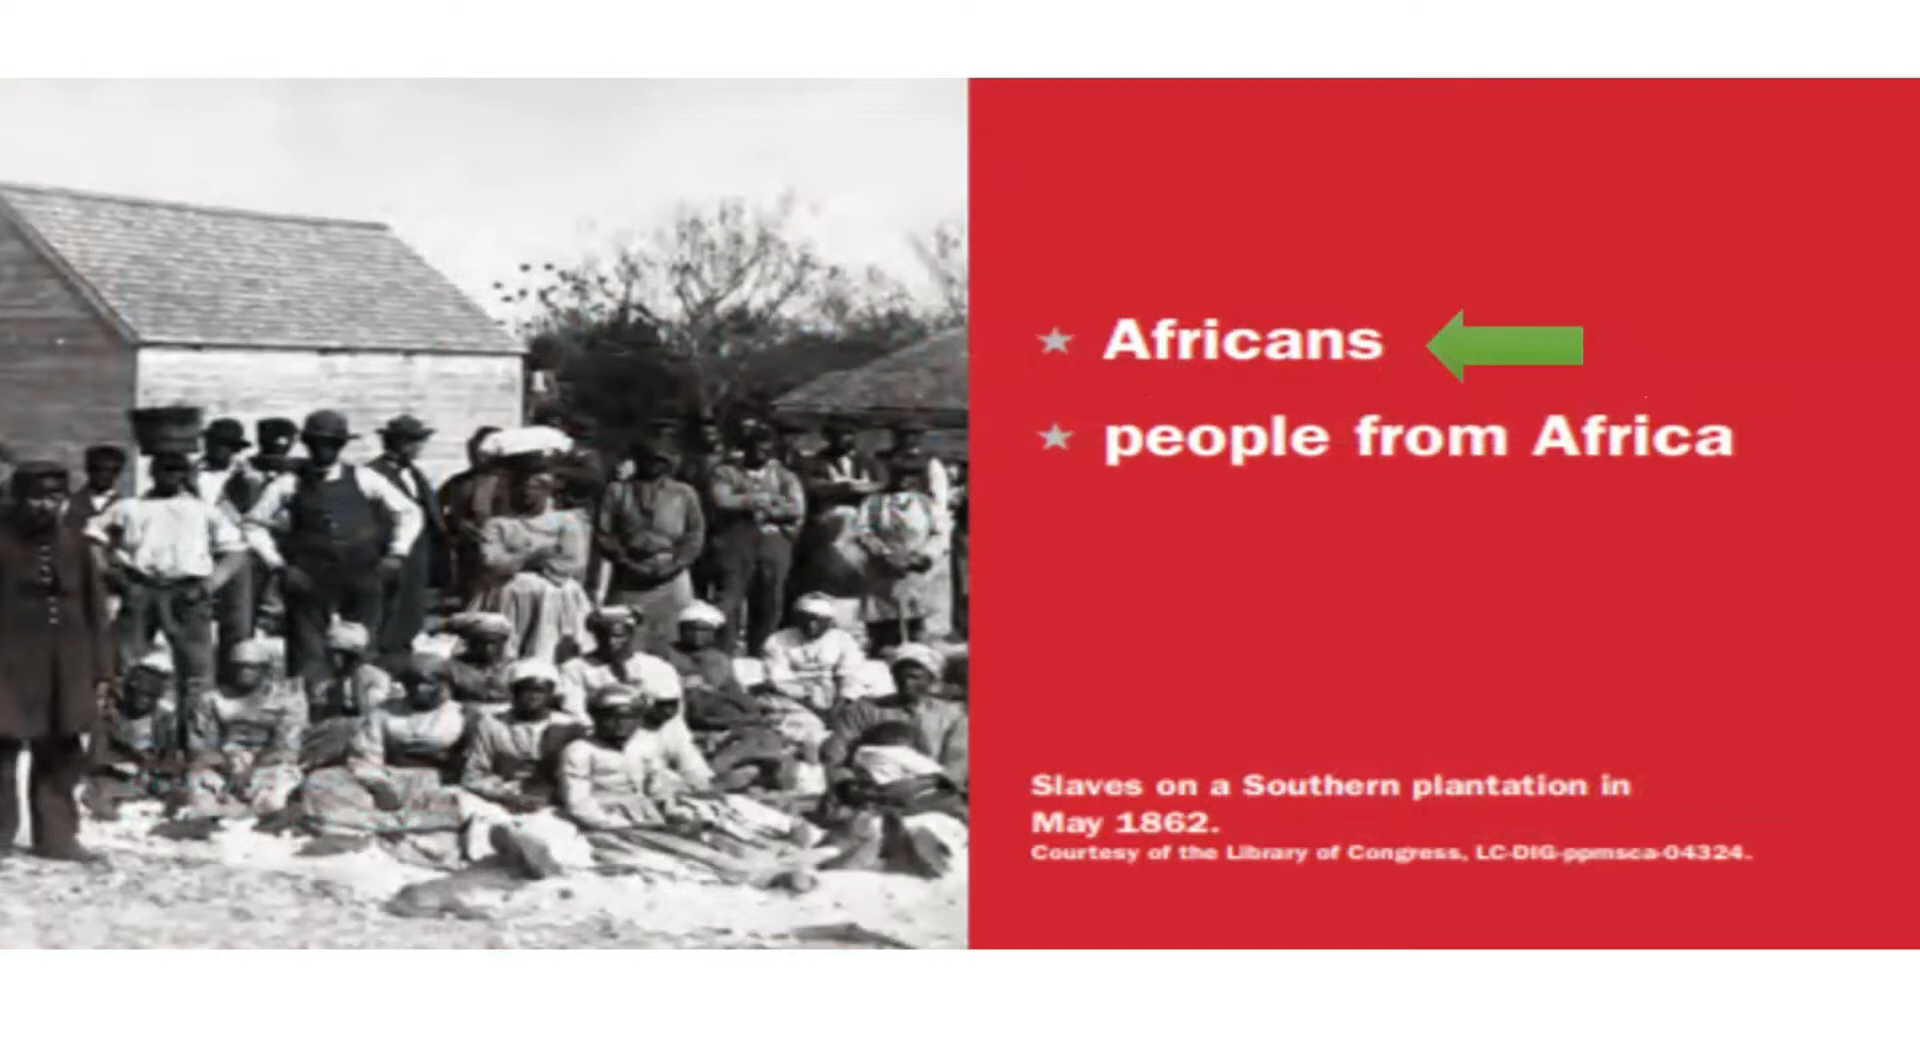 Africans
people from Africa
Slaves on a Southern plantation in
May 1862.
Courtesy of the Library of Congress, LC-DIG-ppmsca-04324.